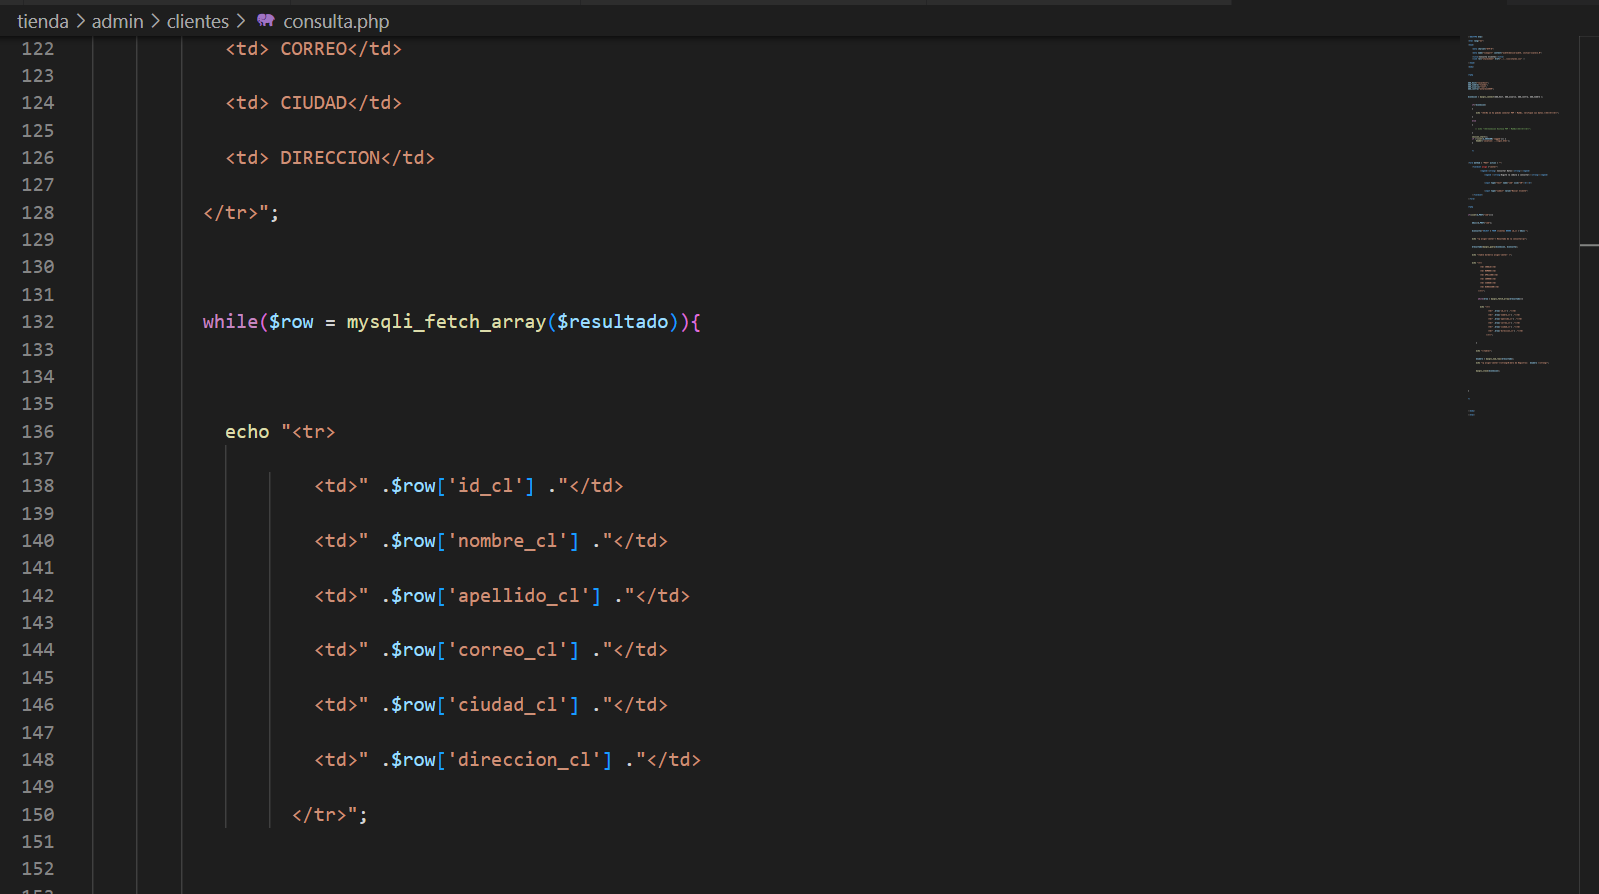 tienda > admin > clientes > consulta.php
122 <td> CORREO</td>
123
124 <td> CIUDAD</td>
125
126 <td> DIRECCION</td>
127
128 </tr>";
129
130
131
132 while($row = mysqli_fetch_array($resultado)){
133
134
135
136 echo "<tr>
137
138 <td>" .$row['id_cl'] ."</td>
139
140 <td>" .$row['nombre_cl'] ."</td>
141
142 <td>" .$row['apellido_cl'] ."</td>
143
144 <td>" .$row['correo_cl'] ."</td>
145
146 <td>" .$row['ciudad_cl'] ."</td>
147
148 <td>" .$row['direccion_cl'] ."</td>
149
150 </tr>";
151
152